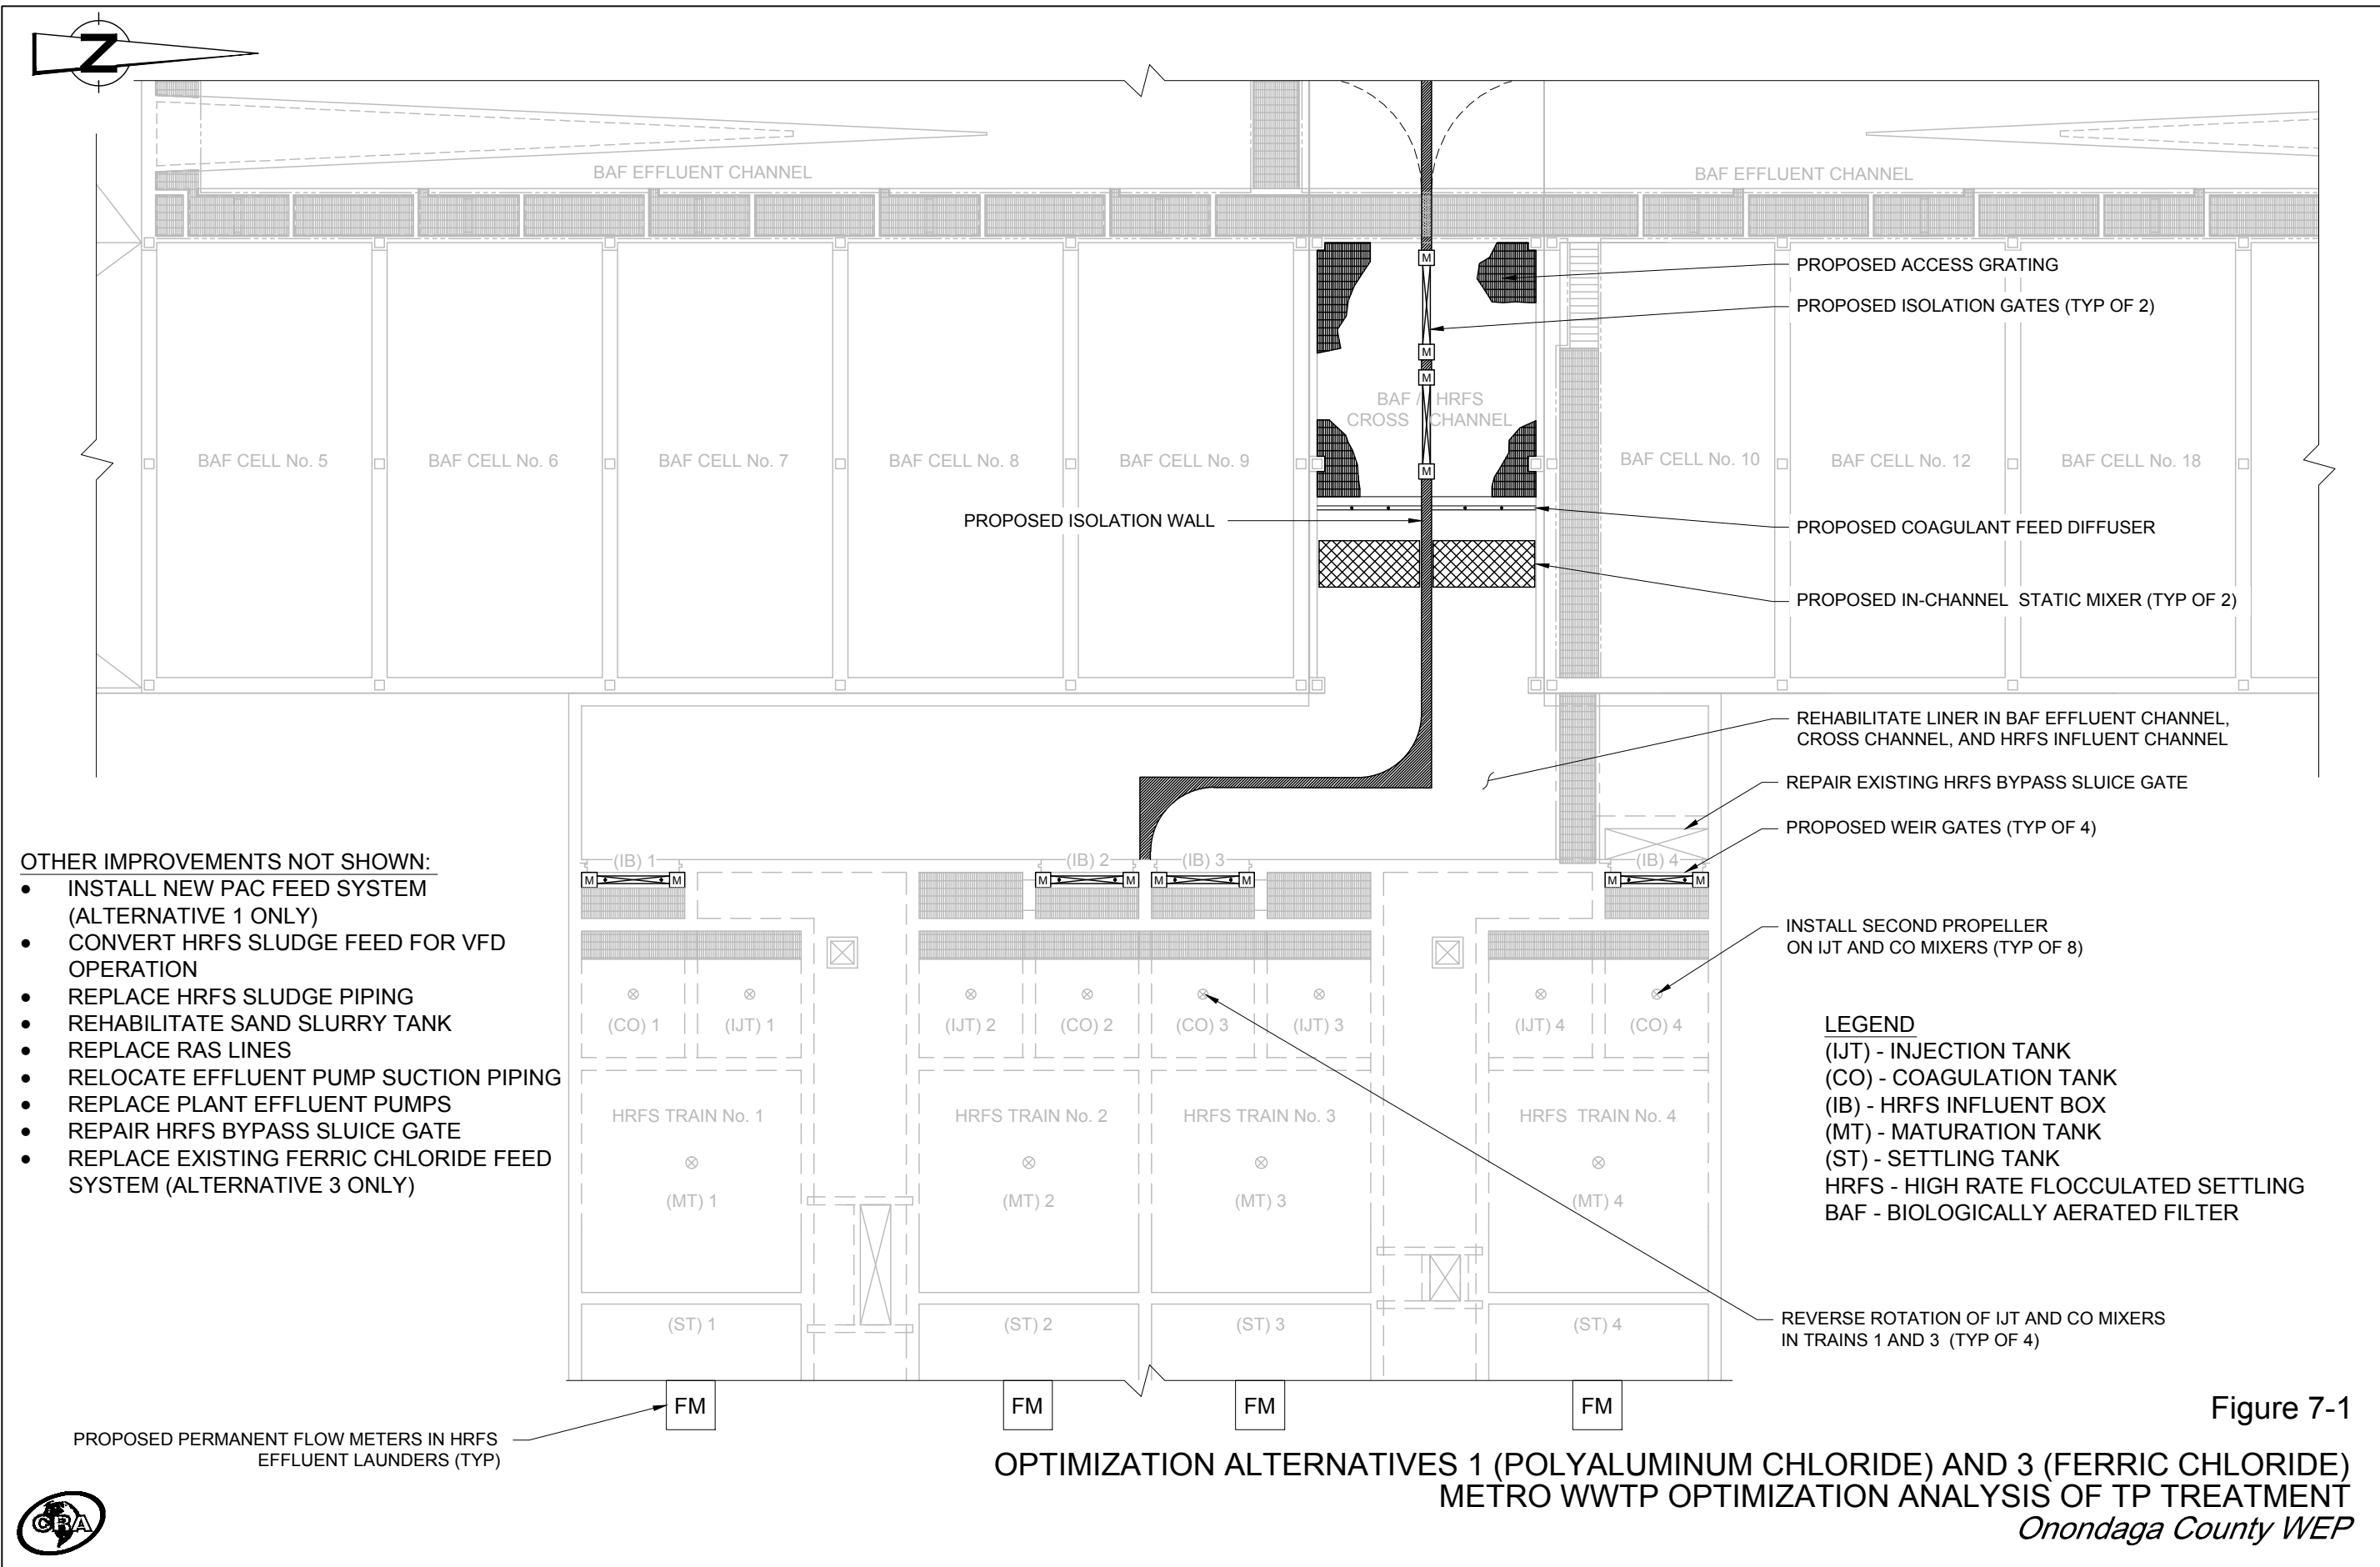 Z
BAF EFFLUENT CHANNEL
BAF EFFLUENT CHANNEL
M
PROPOSED ACCESS GRATING
PROPOSED ISOLATION GATES (TYP OF 2)
M
M
BAF / HRFS
CROSS CHANNEL
BAF CELL No. 5
BAF CELL No. 6
BAF CELL No. 7
BAF CELL No. 8
BAF CELL No. 9
M
BAF CELL No. 10
BAF CELL No. 12
BAF CELL No. 18
PROPOSED ISOLATION WALL
PROPOSED COAGULANT FEED DIFFUSER
PROPOSED IN-CHANNEL STATIC MIXER (TYP OF 2)
REHABILITATE LINER IN BAF EFFLUENT CHANNEL,
CROSS CHANNEL, AND HRFS INFLUENT CHANNEL
REPAIR EXISTING HRFS BYPASS SLUICE GATE
PROPOSED WEIR GATES (TYP OF 4)
OTHER IMPROVEMENTS NOT SHOWN:
• INSTALL NEW PAC FEED SYSTEM
(ALTERNATIVE 1 ONLY)
• CONVERT HRFS SLUDGE FEED FOR VFD
OPERATION
• REPLACE HRFS SLUDGE PIPING
• REHABILITATE SAND SLURRY TANK
• REPLACE RAS LINES
• RELOCATE EFFLUENT PUMP SUCTION PIPING
• REPLACE PLANT EFFLUENT PUMPS
• REPAIR HRFS BYPASS SLUICE GATE
• REPLACE EXISTING FERRIC CHLORIDE FEED
SYSTEM (ALTERNATIVE 3 ONLY)
(IB) 1
(IB) 2
(IB) 3
(IB) 4
M M M M M M M M
INSTALL SECOND PROPELLER
ON IJT AND CO MIXERS (TYP OF 8)
(CO) 1
(IJT) 1
(IJT) 2
(CO) 2
(CO) 3
(IJT) 3
(IJT) 4
(CO) 4
LEGEND
(IJT) - INJECTION TANK
(CO) - COAGULATION TANK
(IB) - HRFS INFLUENT BOX
(MT) - MATURATION TANK
(ST) - SETTLING TANK
HRFS - HIGH RATE FLOCCULATED SETTLING
BAF - BIOLOGICALLY AERATED FILTER
HRFS TRAIN No. 1
HRFS TRAIN No. 2
HRFS TRAIN No. 3
HRFS TRAIN No. 4
(MT) 1
(MT) 2
(MT) 3
(MT) 4
(ST) 1
(ST) 2
(ST) 3
(ST) 4
REVERSE ROTATION OF IJT AND CO MIXERS
IN TRAINS 1 AND 3 (TYP OF 4)
FM
FM
FM
FM
PROPOSED PERMANENT FLOW METERS IN HRFS
EFFLUENT LAUNDERS (TYP)
Figure 7-1
OPTIMIZATION ALTERNATIVES 1 (POLYALUMINUM CHLORIDE) AND 3 (FERRIC CHLORIDE)
METRO WWTP OPTIMIZATION ANALYSIS OF TP TREATMENT
Onondaga County WEP
CRA